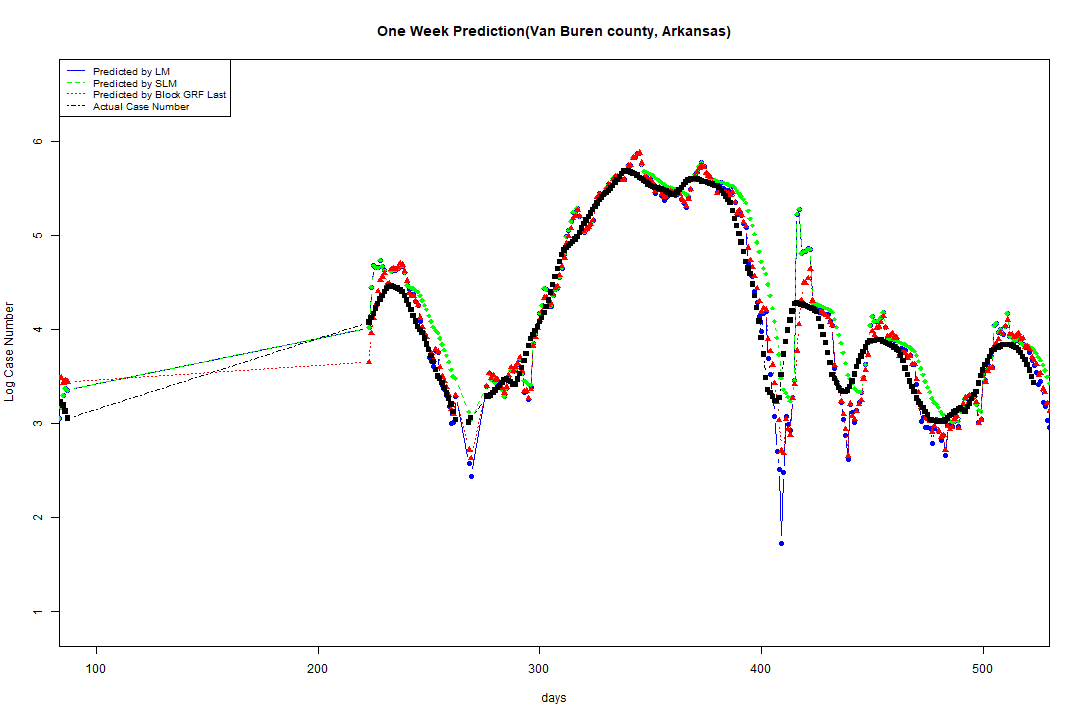 One Week Prediction(Van Buren county, Arkansas)
Predicted by LM
Predicted by SLM
Predicted by Block GRF Last
Actual Case Number
6
5
4
3
2
1
Log Case Number
100 200 300 400 500
days